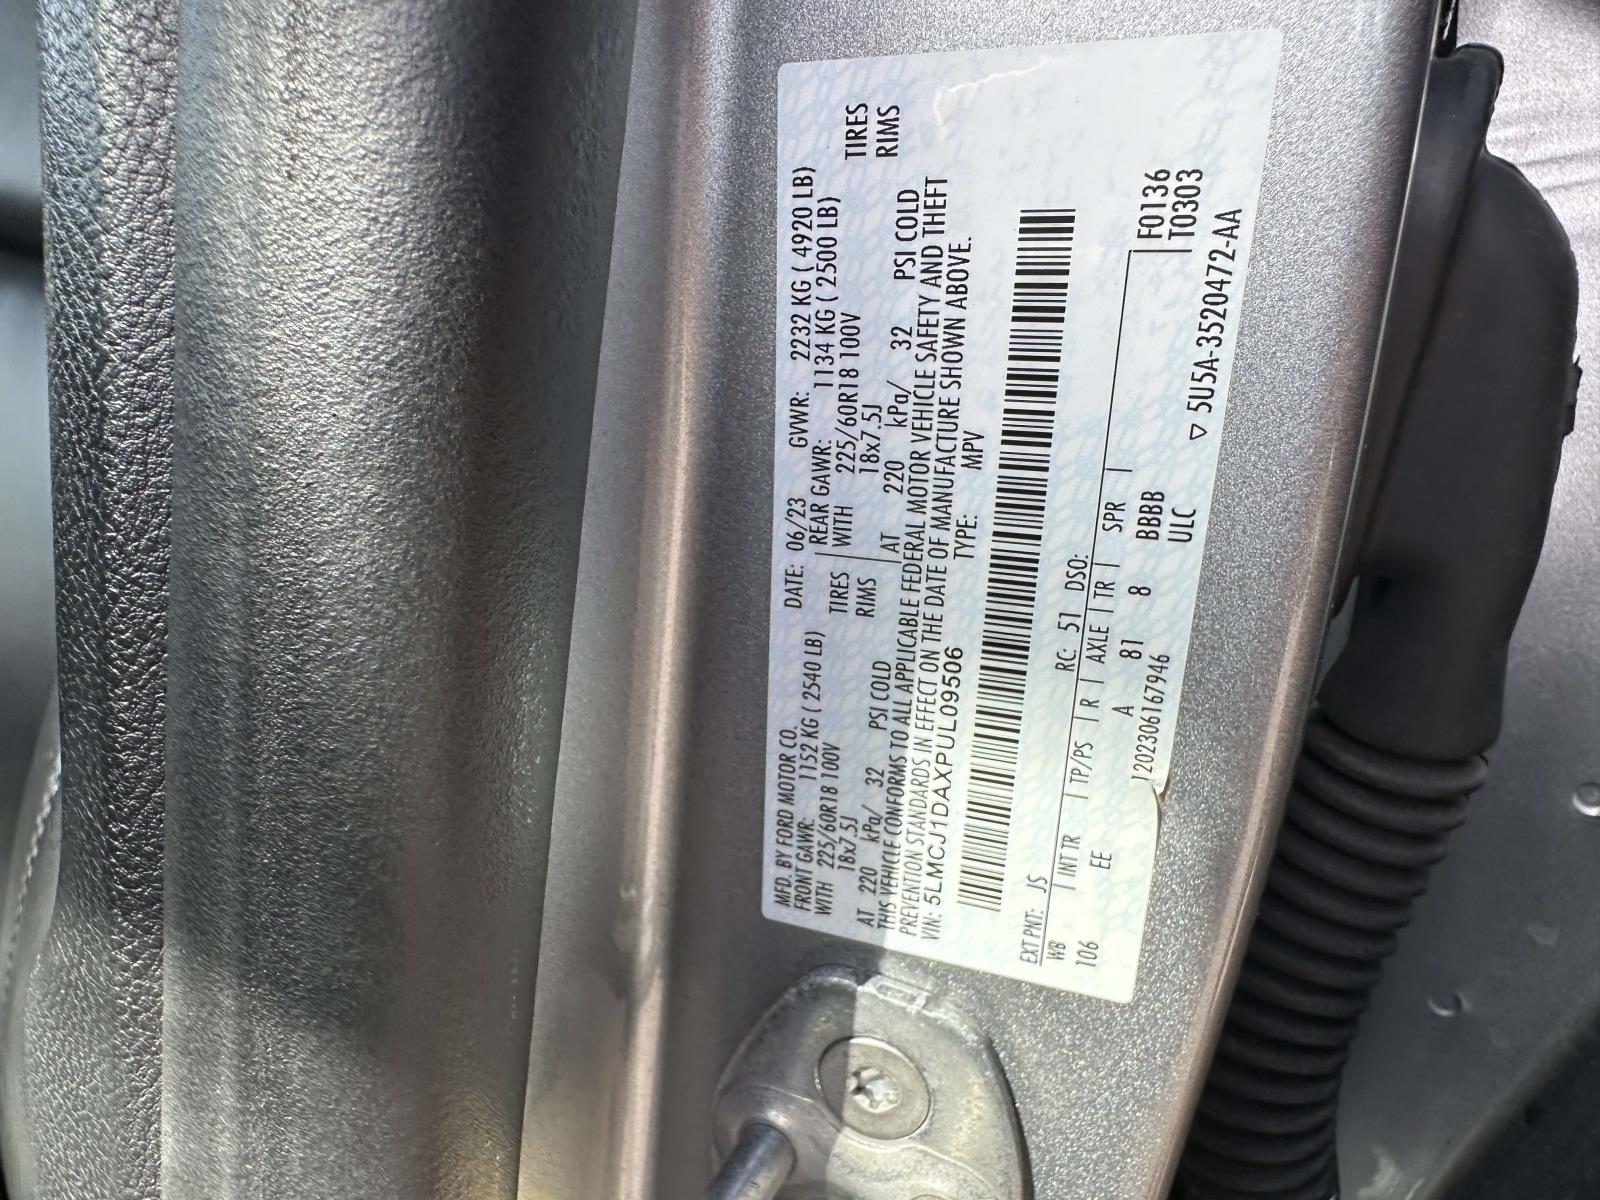 MFD. BY FORD MOTOR CO.
DATE: 06/23 GVWR: 2232 KG ( 4920 LB)
FRONT GAWR: 1152 KG ( 2540 LB) REAR GAWR: 1134 KG ( 2500 LB)
WITH 225/60R18 100V TIRES WITH 225/60R18 100V TIRES
18x7.5J RIMS 18x7.5J RIMS
AT 220 kPa/ 32 PSI COLD AT 220 kPa/ 32 PSI COLD
THIS VEHICLE CONFORMS TO ALL APPLICABLE FEDERAL MOTOR VEHICLE SAFETY AND THEFT
PREVENTION STANDARDS IN EFFECT ON THE DATE OF MANUFACTURE SHOWN ABOVE.
VIN: 5LMCJ1DAXPUL09506 TYPE: MPV
EXT PNT: JS RC: 51 DSO:
WB INT TR TP/PS R AXLE TR SPR
106 EE A 81 8 BBBB
F0136
T0303
20230616​7946 ULC
▽ 5U5A-3520472-AA